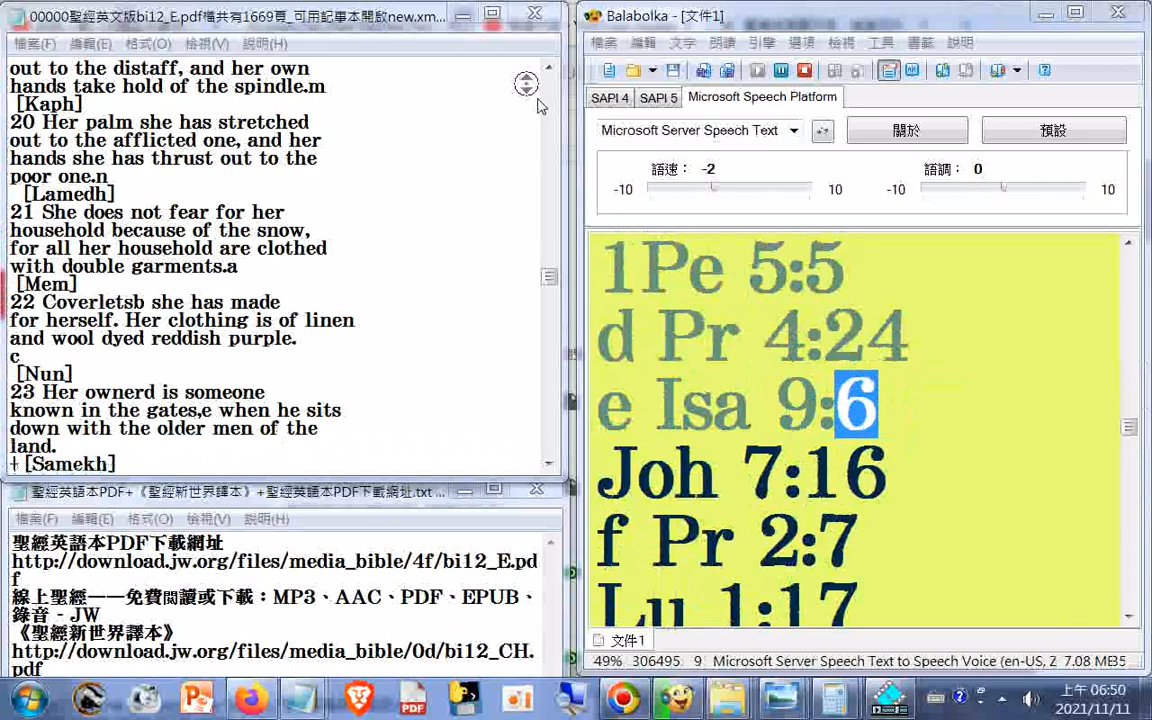 00000聖經英文版bi12_E.pdf檔共有1669頁_可用記事本開啟new.xm...
檔案(F) 編輯(E) 格式(O) 檢視(V) 說明(H)
out to the distaff, and her own
hands take hold of the spindle.m
[Kaph]
20 Her palm she has stretched
out to the afflicted one, and her
hands she has thrust out to the
poor one.n
[Lamedh]
21 She does not fear for her
household because of the snow,
for all her household are clothed
with double garments.a
[Mem]
22 Coverletsb she has made
for herself. Her clothing is of linen
and wool dyed reddish purple.
c
[Nun]
23 Her ownerd is someone
known in the gates,e when he sits
down with the older men of the
land.
[Samekh]
聖經英語本PDF+《聖經新世界譯本》+聖經英語本PDF下載網址.txt ...
檔案(F) 編輯(E) 格式(O) 檢視(V) 說明(H)
聖經英語本PDF下載網址
http://download.jw.org/files/media_bible/4f/bi12_E.pd
f
線上聖經——免費閱讀或下載：MP3、AAC、PDF、EPUB、
錄音 - JW
《聖經新世界譯本》
http://download.jw.org/files/media_bible/0d/bi12_CH.
pdf
Balabolka - [文件1]
檔案 編輯 文字 朗讀 引擎 選項 檢視 工具 書籤 說明
SAPI 4 SAPI 5 Microsoft Speech Platform
Microsoft Server Speech Text 關於 預設
語速： -2 語調： 0
-10 10 -10 10
1Pe 5:5
d Pr 4:24
e Isa 9:6
Joh 7:16
f Pr 2:7
Lu 1:17
文件1
49% 306495 9 Microsoft Server Speech Text to Speech Voice (en-US, Z 7.08 MB
上午 06:50
2021/11/11